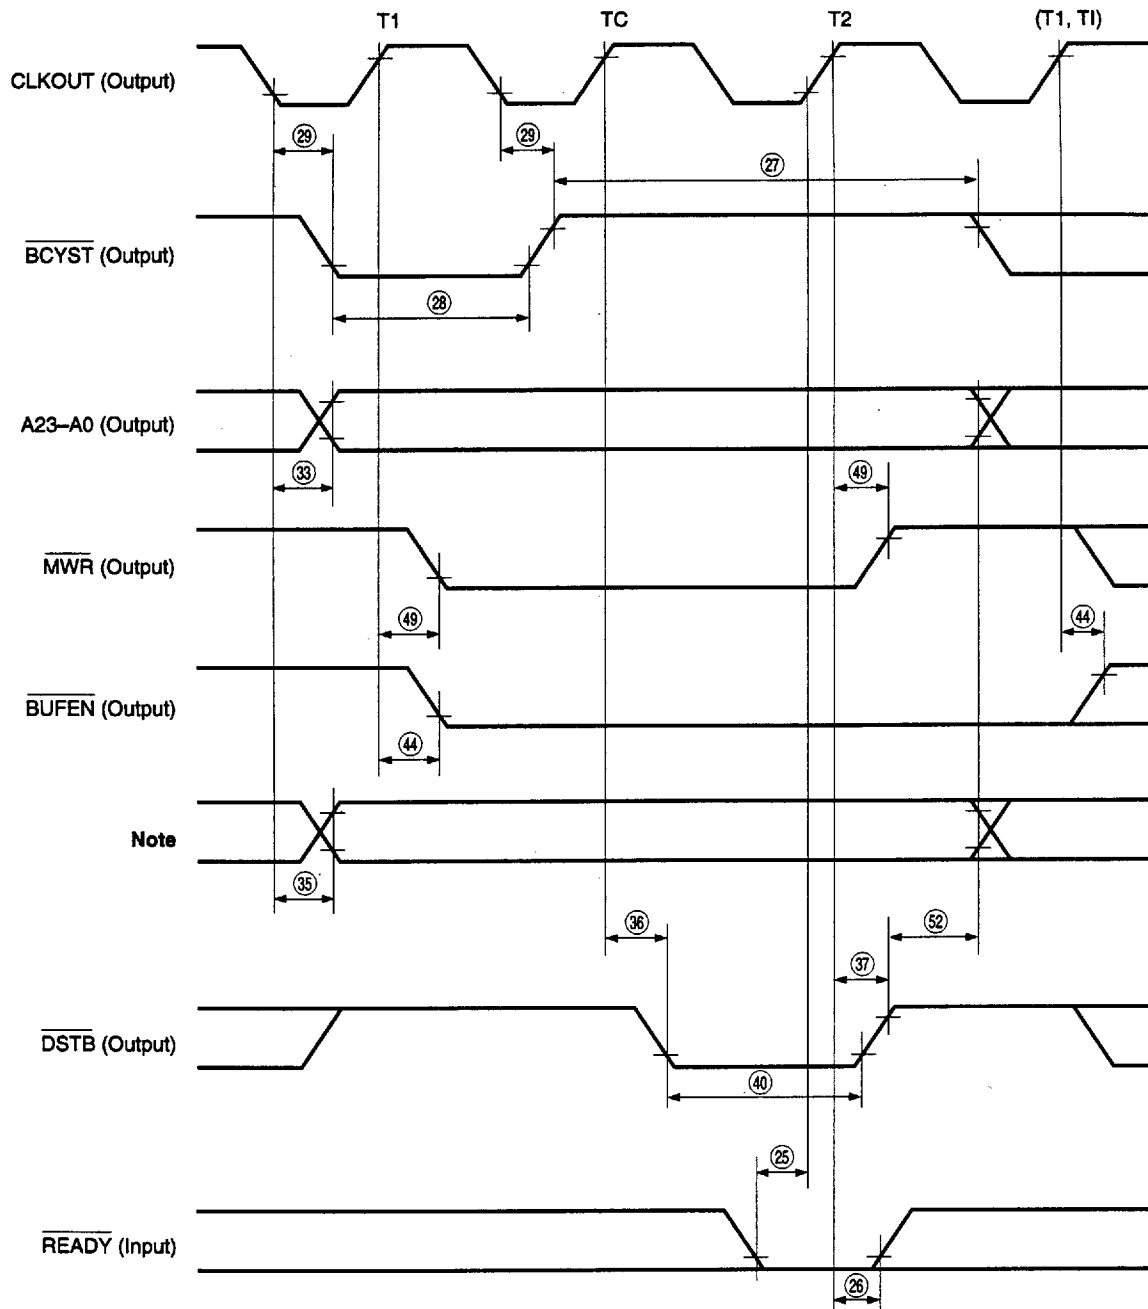 T1 TC T2 (T1, TI)
CLKOUT (Output)
29 29
27
BCYST (Output)
28
A23–A0 (Output)
33 49
MWR (Output)
49 44
BUFEN (Output)
44
Note
35
36 52
37
DSTB (Output)
40
25
READY (Input)
26